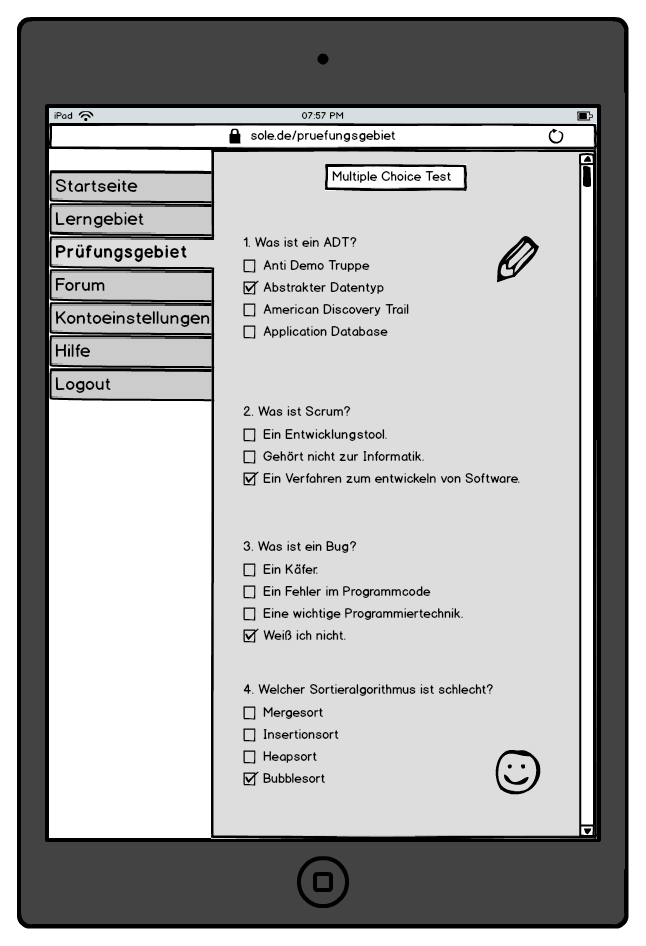 iPad
07:57 PM
sole.de/pruefungsgebiet
Startseite
Lerngebiet
Prüfungsgebiet
Forum
Kontoeinstellungen
Hilfe
Logout
Multiple Choice Test
1. Was ist ein ADT?
Anti Demo Truppe
Abstrakter Datentyp
American Discovery Trail
Application Database
2. Was ist Scrum?
Ein Entwicklungstool.
Gehört nicht zur Informatik.
Ein Verfahren zum entwickeln von Software.
3. Was ist ein Bug?
Ein Käfer.
Ein Fehler im Programmcode
Eine wichtige Programmiertechnik.
Weiß ich nicht.
4. Welcher Sortieralgorithmus ist schlecht?
Mergesort
Insertionsort
Heapsort
Bubblesort